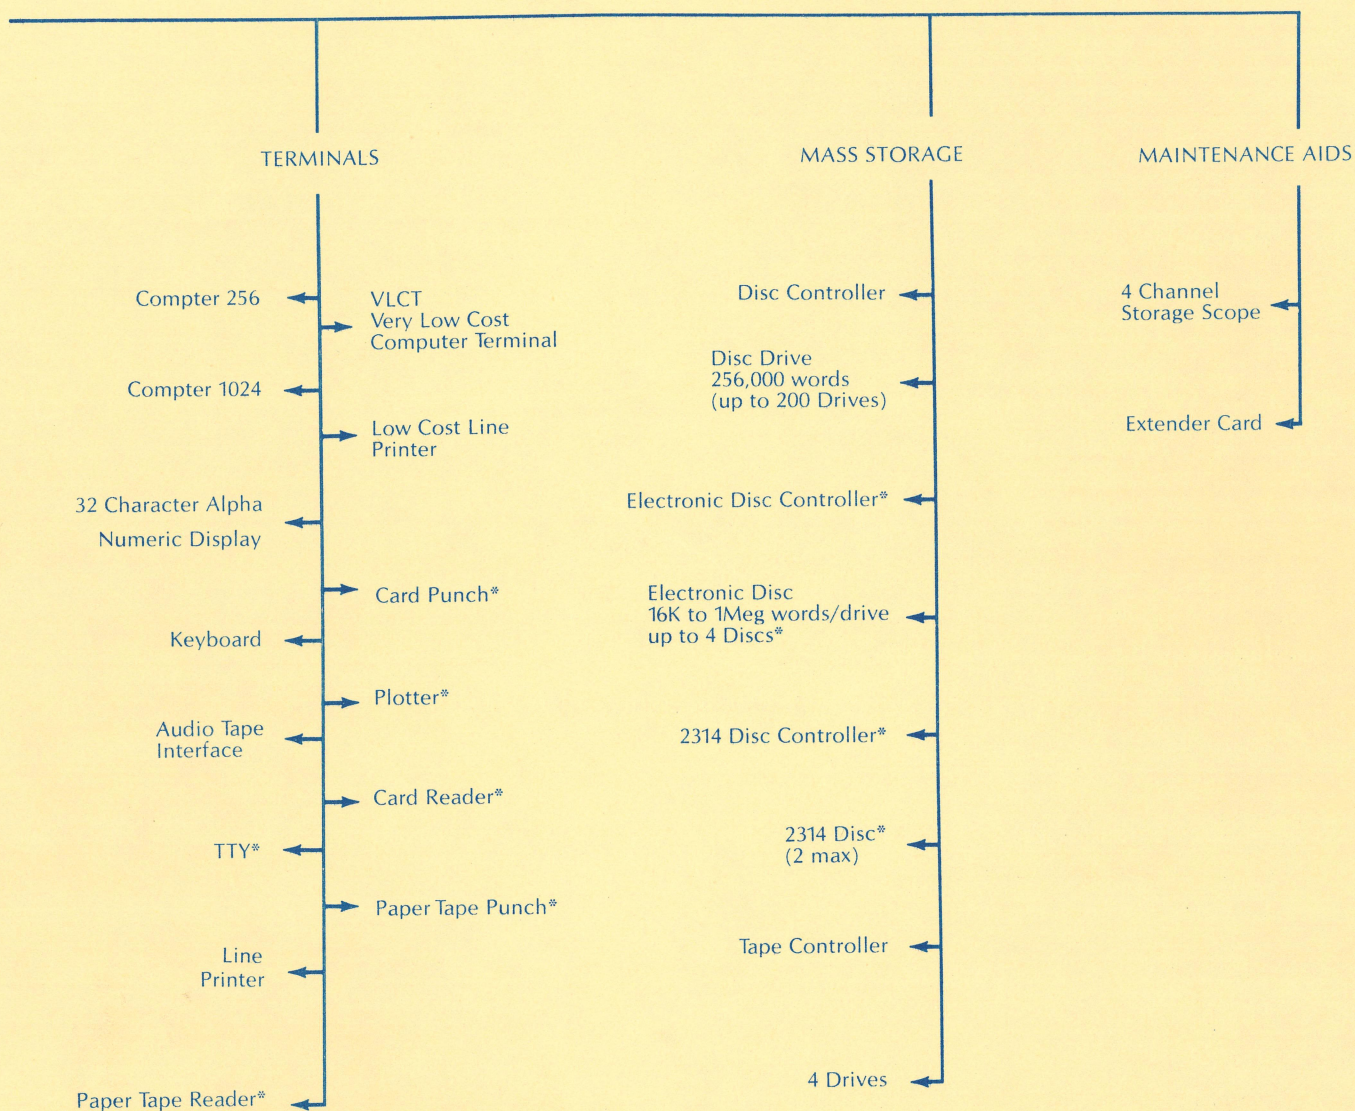 TERMINALS
MASS STORAGE
MAINTENANCE AIDS
Compter 256
VLCT
Very Low Cost
Computer Terminal
Compter 1024
Low Cost Line
Printer
32 Character Alpha
Numeric Display
Card Punch*
Keyboard
Plotter*
Audio Tape
Interface
Card Reader*
TTY*
Paper Tape Punch*
Line
Printer
Paper Tape Reader*
Disc Controller
Disc Drive
256,000 words
(up to 200 Drives)
Electronic Disc Controller*
Electronic Disc
16K to 1Meg words/drive
up to 4 Discs*
2314 Disc Controller*
2314 Disc*
(2 max)
Tape Controller
4 Drives
4 Channel
Storage Scope
Extender Card